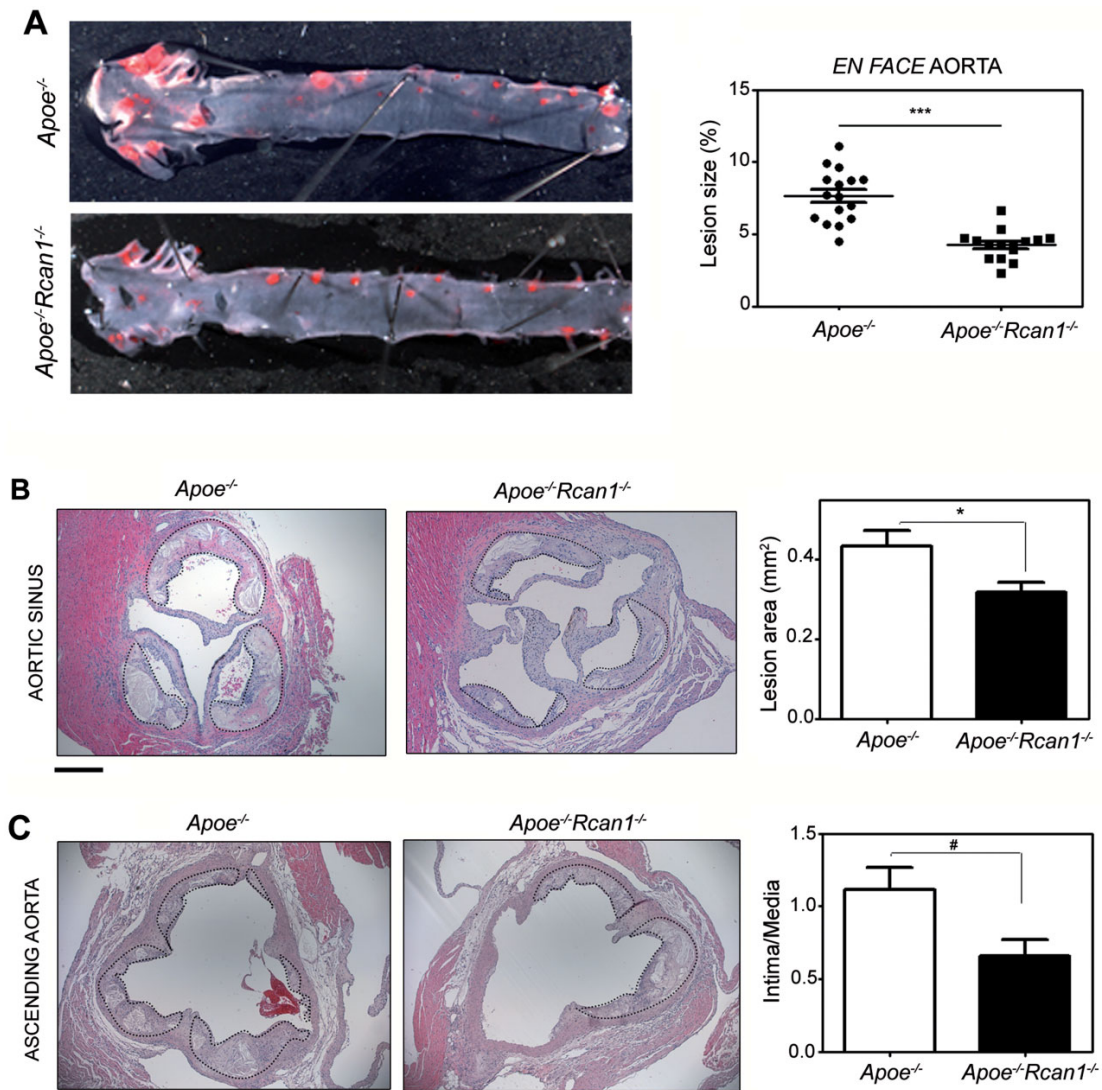 A
Apoe-/-
Apoe-/-Rcan1-/-
EN FACE AORTA
***
Lesion size (%)
15
10
5
0
Apoe-/-
Apoe-/-Rcan1-/-
B
Apoe-/-
Apoe-/-Rcan1-/-
AORTIC SINUS
*
Lesion area (mm²)
0.4
0.2
0.0
Apoe-/-
Apoe-/-Rcan1-/-
C
Apoe-/-
Apoe-/-Rcan1-/-
ASCENDING AORTA
#
Intima/Media
1.5
1.0
0.5
0.0
Apoe-/-
Apoe-/-Rcan1-/-